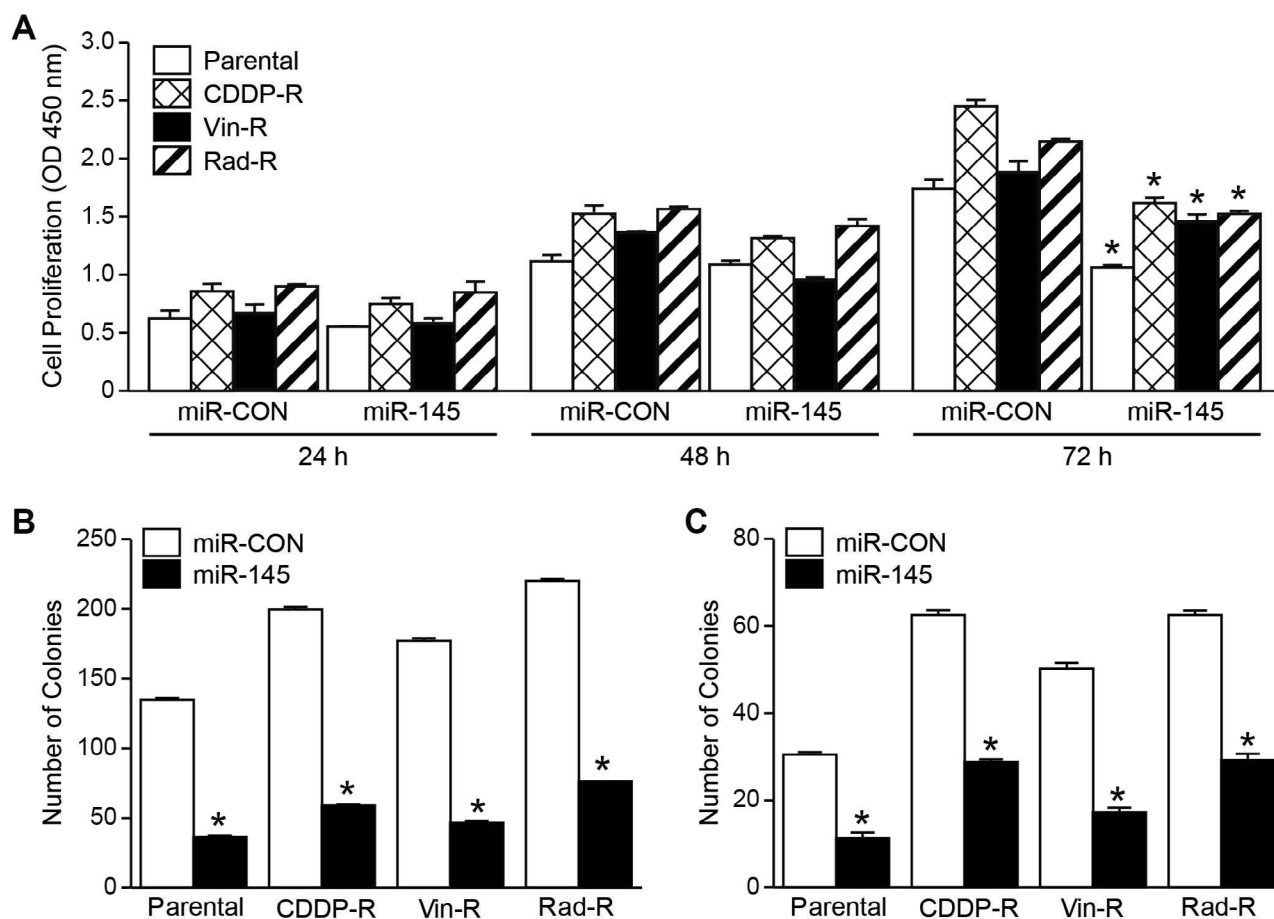 A
3.0
2.5
2.0
1.5
1.0
0.5
0
Cell Proliferation (OD 450 nm)
Parental
CDDP-R
Vin-R
Rad-R
* * * *
miR-CON miR-145 miR-CON miR-145 miR-CON miR-145
24 h 48 h 72 h
B
250
200
150
100
50
0
Number of Colonies
miR-CON
miR-145
* * * *
Parental CDDP-R Vin-R Rad-R
C
80
60
40
20
0
Number of Colonies
miR-CON
miR-145
* * * *
Parental CDDP-R Vin-R Rad-R